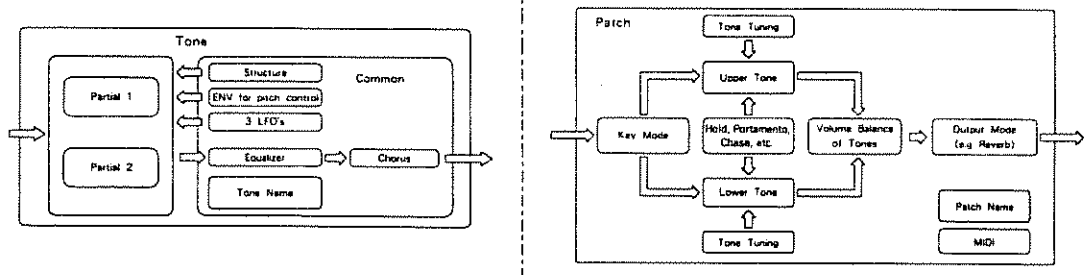 Tone
Partial 1
Partial 2
Common
Structure
ENV for pitch control
3 LFO's
Equalizer
Chorus
Tone Name
Patch
Tone Tuning
Upper Tone
Key Mode
Hold, Portamento,
Chase, etc.
Volume Balance
of Tones
Output Mode
(e.g Reverb)
Lower Tone
Tone Tuning
Patch Name
MIDI